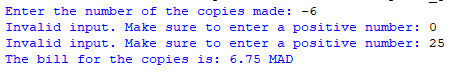 Enter the number of the copies made: -6
Invalid input. Make sure to enter a positive number: 0
Invalid input. Make sure to enter a positive number: 25
The bill for the copies is: 6.75 MAD